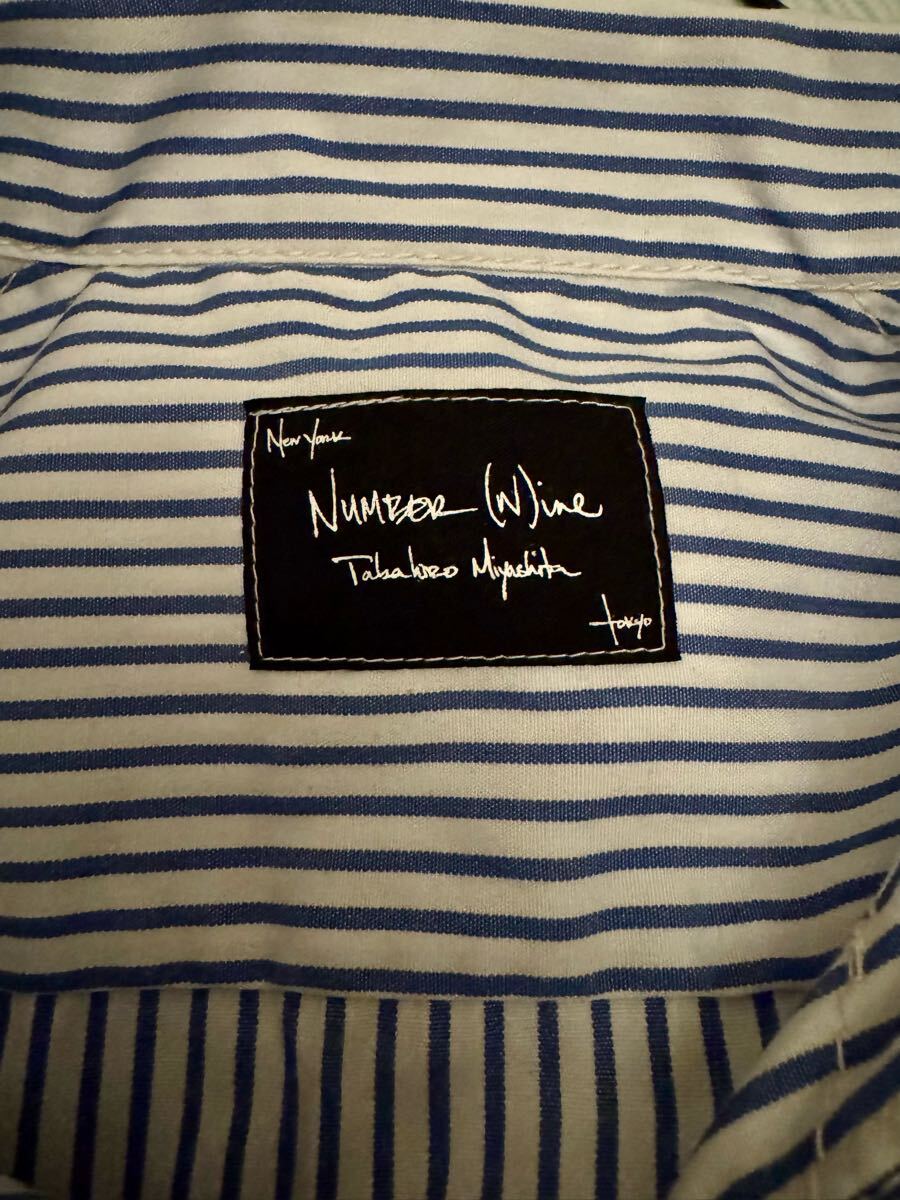 New York
NUMBER (N)ine
Takahiro Miyashita
Tokyo